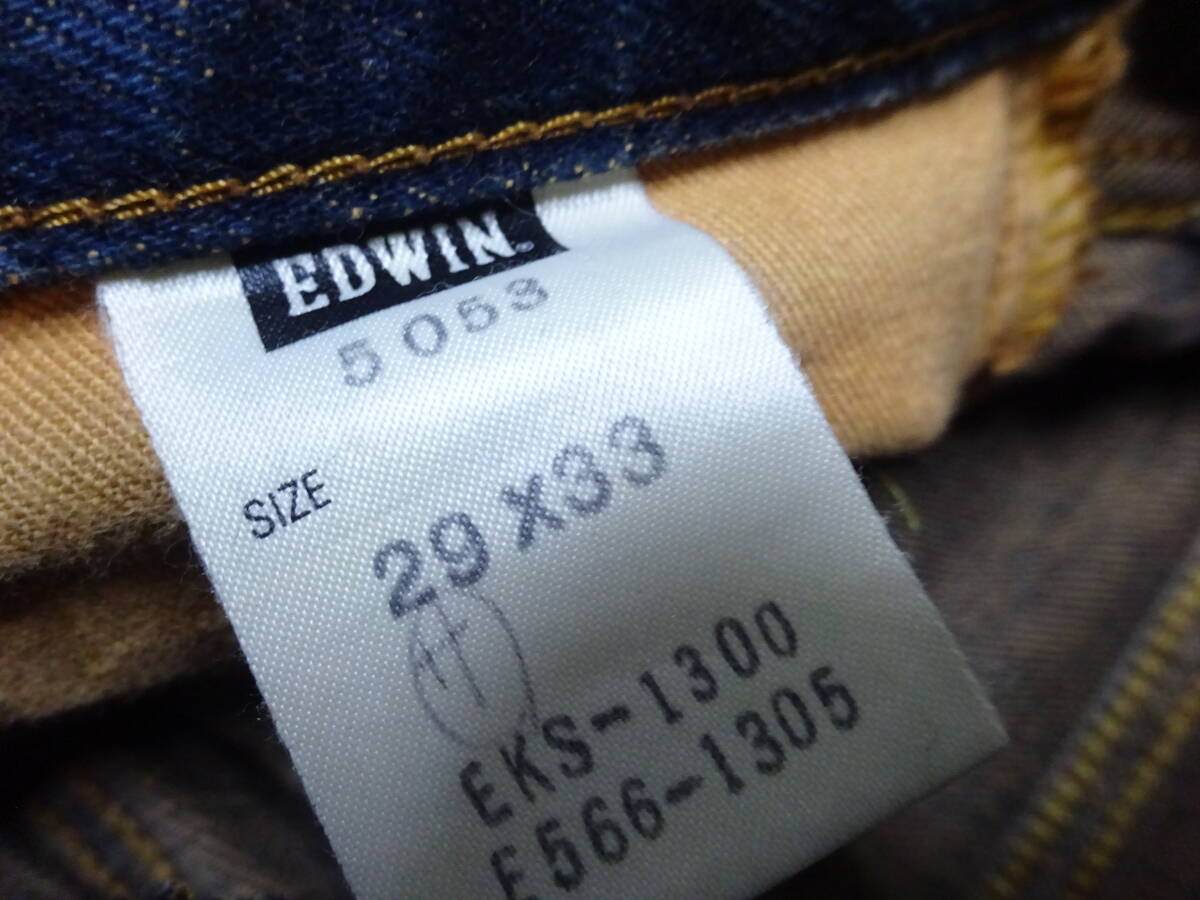 EDWIN
5053
SIZE
29x33
EKS-1300
E566-1305